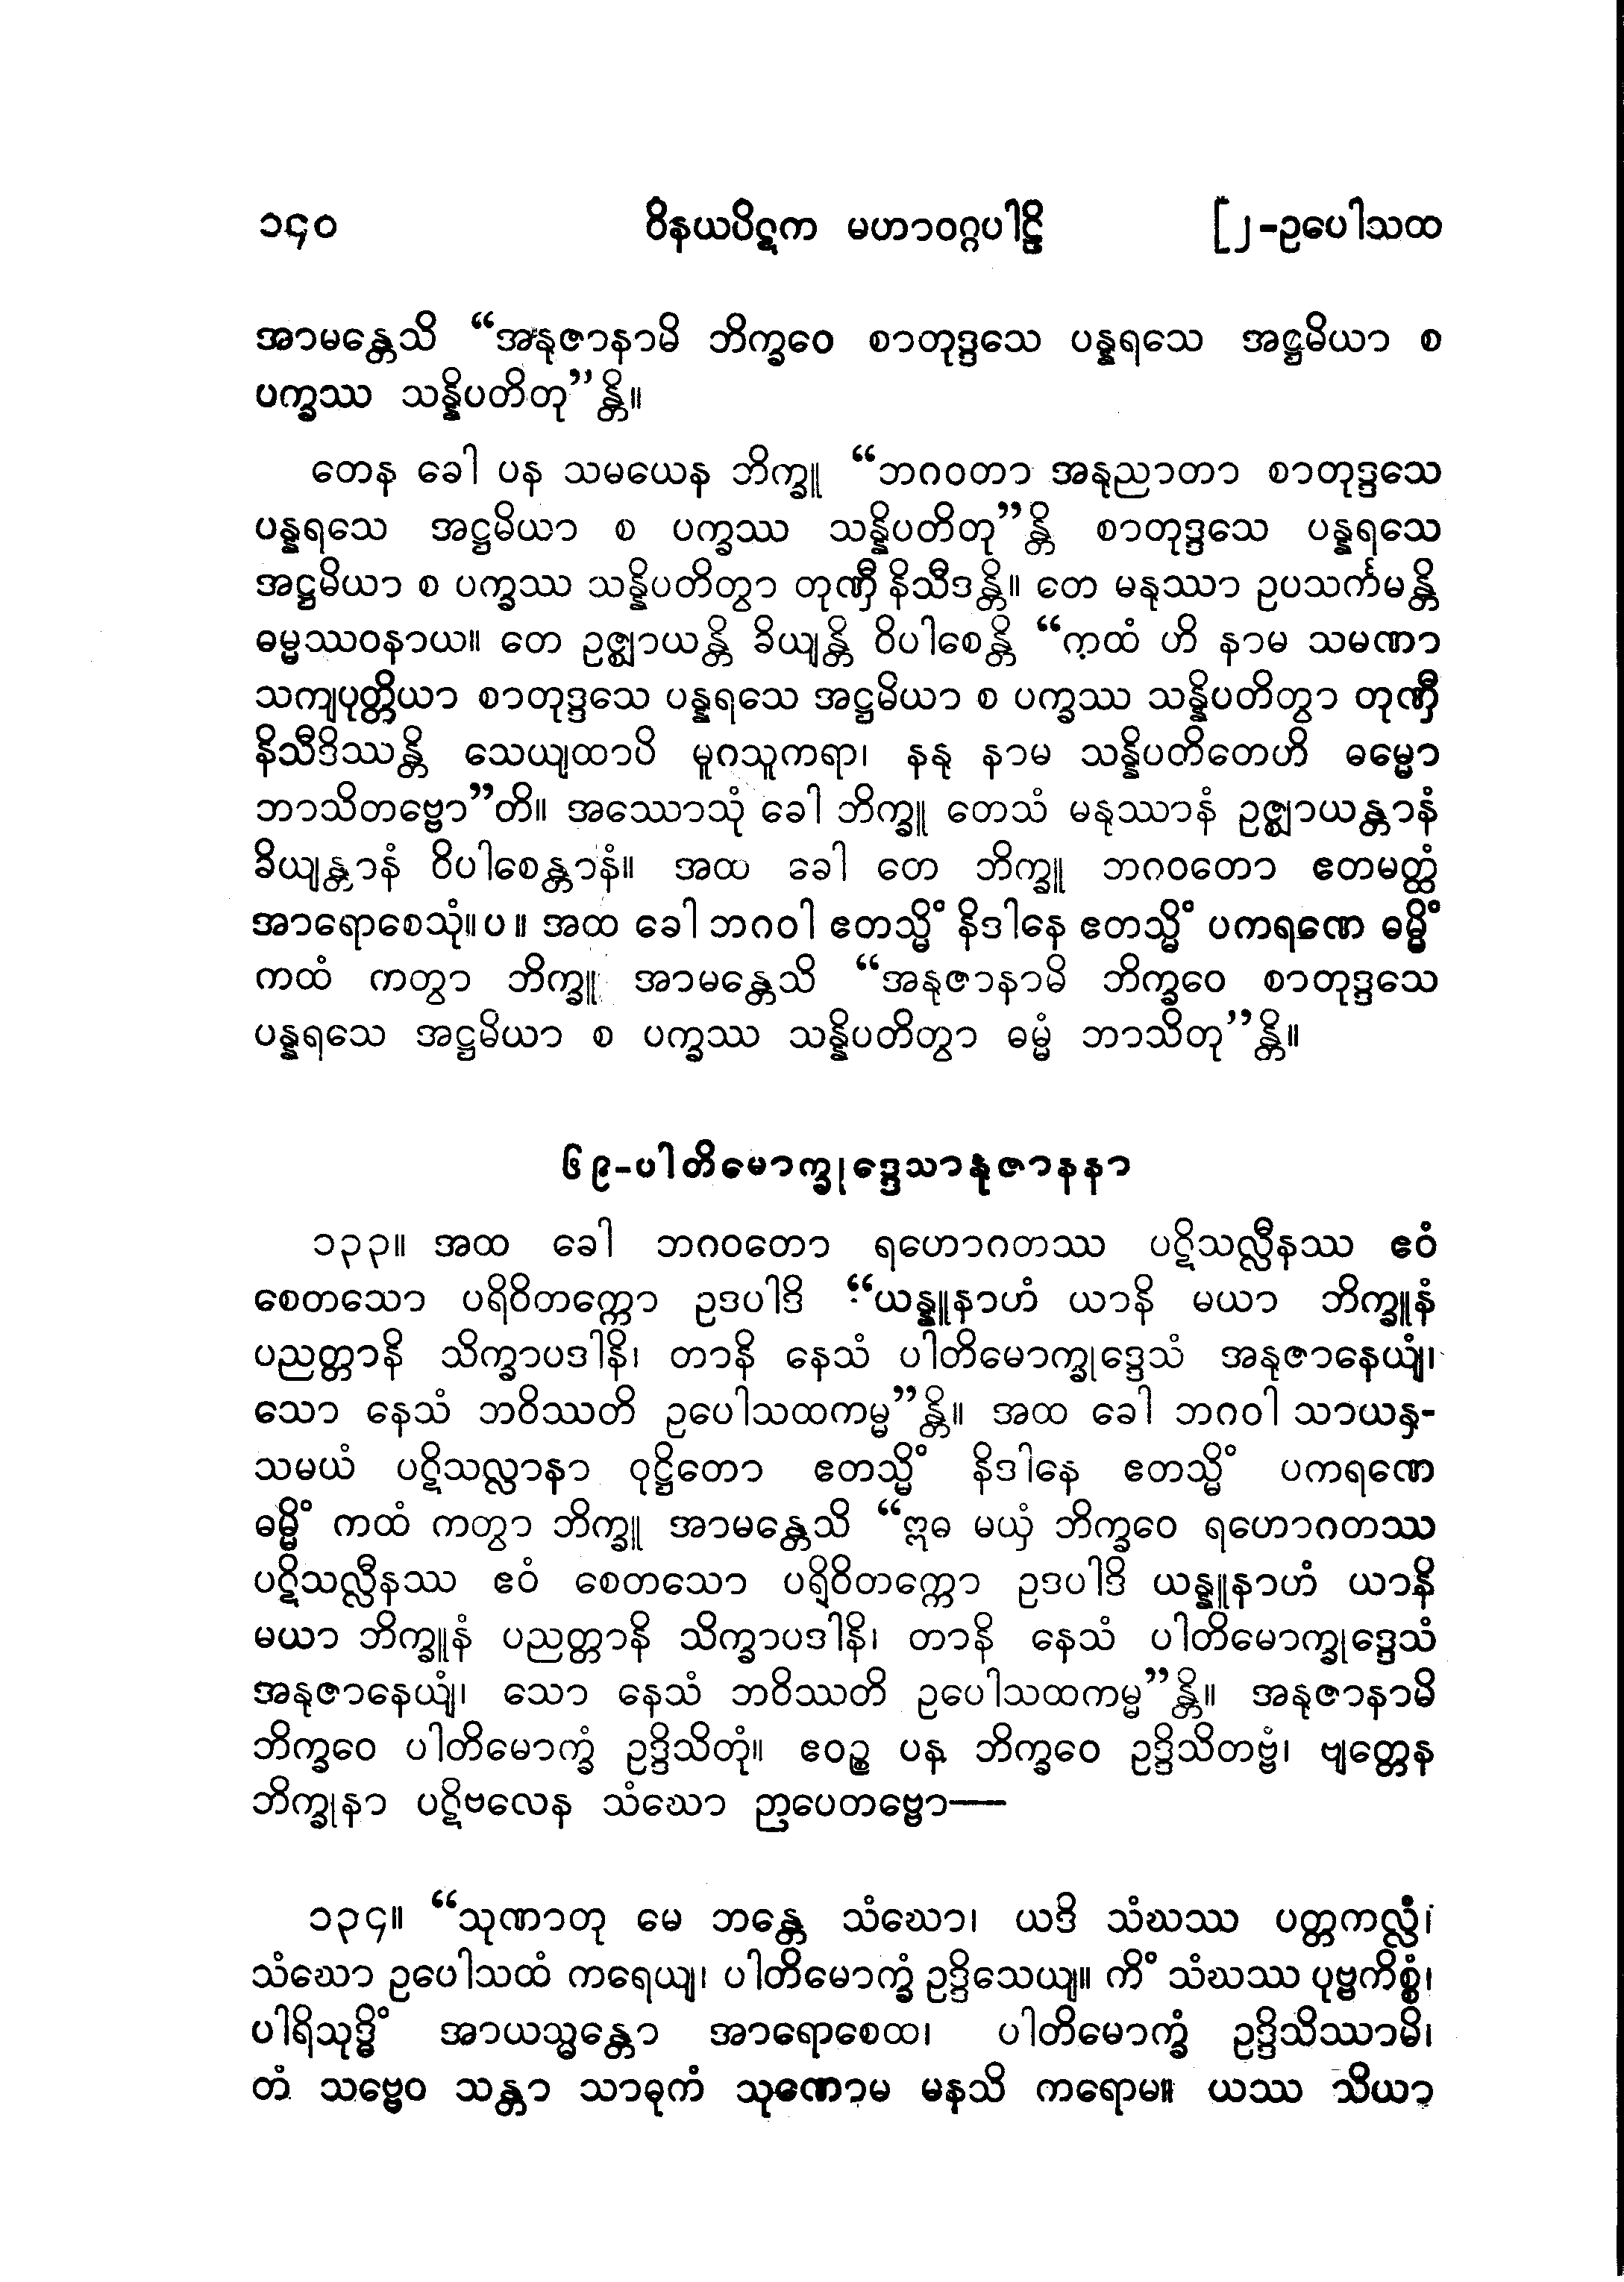 ၁၄၀ ဝိနယပိဋက မဟာဝဂ္ဂပါဠိ [၂-ဥပေါသထ
အာမန္တေသိ “အနုဇာနာမိ ဘိက္ခဝေ စာတုဒ္ဒသေ ပန္နရသေ အဋ္ဌမိယာ စ
ပက္ခဿ သန္နိပတိတု”န္တိ။
တေန ခေါ ပန သမယေန ဘိက္ခူ “ဘဂဝတာ အနုညာတာ စာတုဒ္ဒသေ
ပန္နရသေ အဋ္ဌမိယာ စ ပက္ခဿ သန္နိပတိတု”န္တိ စာတုဒ္ဒသေ ပန္နရသေ
အဋ္ဌမိယာ စ ပက္ခဿ သန္နိပတိတွာ တုဏှီ နိသီဒန္တိ။ တေ မနုဿာ ဥပသင်္ကမန္တိ
ဓမ္မဿဝနာယ။ တေ ဥဇ္ဈာယန္တိ ခိယျန္တိ ဝိပါစေန္တိ “ကထံ ဟိ နာမ သမဏာ
သကျပုတ္တိယာ စာတုဒ္ဒသေ ပန္နရသေ အဋ္ဌမိယာ စ ပက္ခဿ သန္နိပတိတွာ တုဏှီ
နိသီဒိဿန္တိ သေယျထာပိ မူဂသူကရာ၊ နနု နာမ သန္နိပတိတေဟိ ဓမ္မော
ဘာသိတဗ္ဗော”တိ။ အဿောသုံ ခေါ ဘိက္ခူ တေသံ မနုဿာနံ ဥဇ္ဈာယန္တာနံ
ခိယျန္တာနံ ဝိပါစေန္တာနံ။ အထ ခေါ တေ ဘိက္ခူ ဘဂဝတော ဧတမတ္ထံ
အာရောစေသုံ။ပ။ အထ ခေါ ဘဂဝါ ဧတသ္မိံ နိဒါနေ ဧတသ္မိံ ပကရဏေ ဓမ္မိံ
ကထံ ကတွာ ဘိက္ခူ အာမန္တေသိ “အနုဇာနာမိ ဘိက္ခဝေ စာတုဒ္ဒသေ
ပန္နရသေ အဋ္ဌမိယာ စ ပက္ခဿ သန္နိပတိတွာ ဓမ္မံ ဘာသိတု”န္တိ။
၆၉-ပါတိမောက္ခုဒ္ဒေသာနုဇာနနာ
၁၃၃။ အထ ခေါ ဘဂဝတော ရဟောဂတဿ ပဋိသလ္လီနဿ ဧဝံ
စေတသော ပရိဝိတက္ကော ဥဒပါဒိ “ယန္နူနာဟံ ယာနိ မယာ ဘိက္ခူနံ
ပညတ္တာနိ သိက္ခာပဒါနိ၊ တာနိ နေသံ ပါတိမောက္ခုဒ္ဒေသံ အနုဇာနေယျံ၊
သော နေသံ ဘဝိဿတိ ဥပေါသထကမ္မ”န္တိ။ အထ ခေါ ဘဂဝါ သာယနှ-
သမယံ ပဋိသလ္လာနာ ဝုဋ္ဌိတော ဧတသ္မိံ နိဒါနေ ဧတသ္မိံ ပကရဏေ
ဓမ္မိံ ကထံ ကတွာ ဘိက္ခူ အာမန္တေသိ “ဣဓ မယှံ ဘိက္ခဝေ ရဟောဂတဿ
ပဋိသလ္လီနဿ ဧဝံ စေတသော ပရိဝိတက္ကော ဥဒပါဒိ ယန္နူနာဟံ ယာနိ
မယာ ဘိက္ခူနံ ပညတ္တာနိ သိက္ခာပဒါနိ၊ တာနိ နေသံ ပါတိမောက္ခုဒ္ဒေသံ
အနုဇာနေယျံ၊ သော နေသံ ဘဝိဿတိ ဥပေါသထကမ္မ”န္တိ။ အနုဇာနာမိ
ဘိက္ခဝေ ပါတိမောက္ခံ ဥဒ္ဒိသိတုံ။ ဧဝဉ္စ ပန ဘိက္ခဝေ ဥဒ္ဒိသိတဗ္ဗံ၊ ဗျတ္တေန
ဘိက္ခုနာ ပဋိဗလေန သံဃော ဉာပေတဗ္ဗော—
၁၃၄။ “သုဏာတု မေ ဘန္တေ သံဃော၊ ယဒိ သံဃဿ ပတ္တကလ္လံ၊
သံဃော ဥပေါသထံ ကရေယျ၊ ပါတိမောက္ခံ ဥဒ္ဒိသေယျ။ ကိံ သံဃဿ ပုဗ္ဗကိစ္စံ၊
ပါရိသုဒ္ဓိံ အာယသ္မန္တော အာရောစေထ၊ ပါတိမောက္ခံ ဥဒ္ဒိသိဿာမိ၊
တံ သဗ္ဗေဝ သန္တာ သာဓုကံ သုဏောမ မနသိ ကရောမ။ ယဿ သိယာ